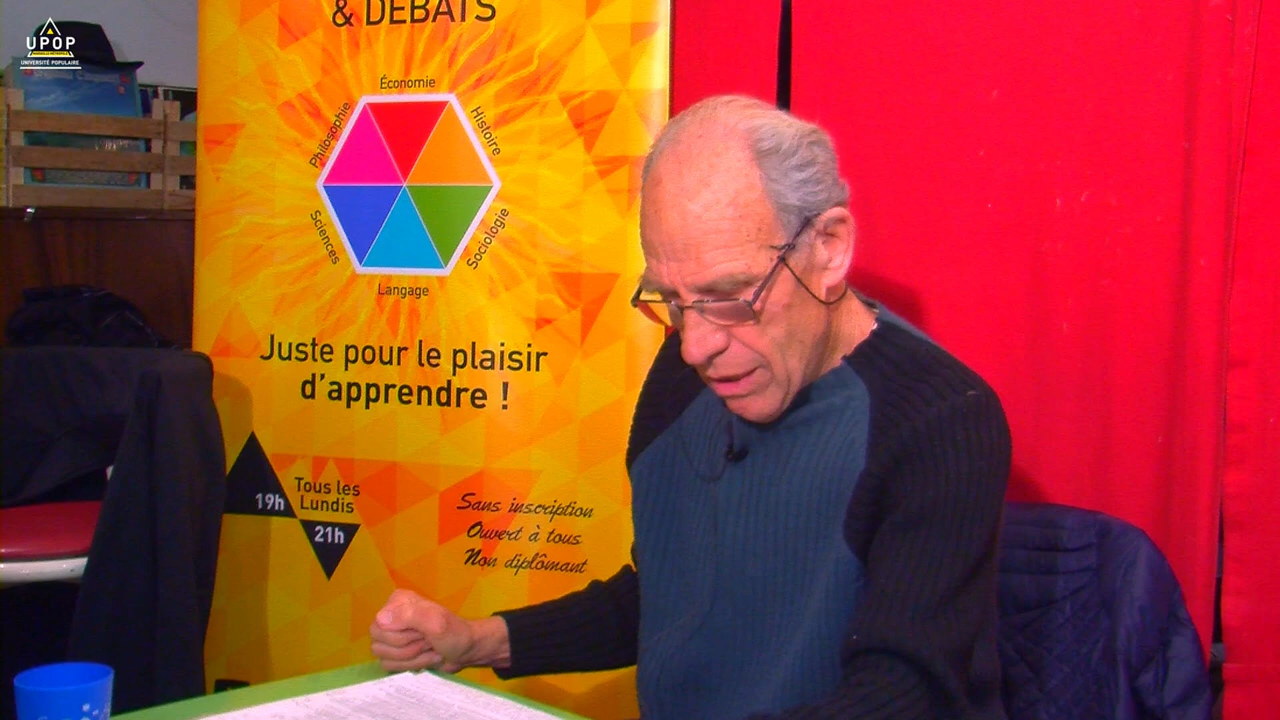 UPOP
UNIVERSITÉ POPULAIRE
& DÉBATS
Économie
Histoire
Philosophie
Sciences
Sociologie
Langage
Juste pour le plaisir
d'apprendre !
19h
Tous les
Lundis
21h
Sans inscription
Ouvert à tous
Non diplômant